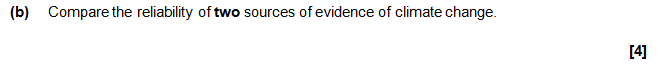 (b) Compare the reliability of two sources of evidence of climate change.
[4]